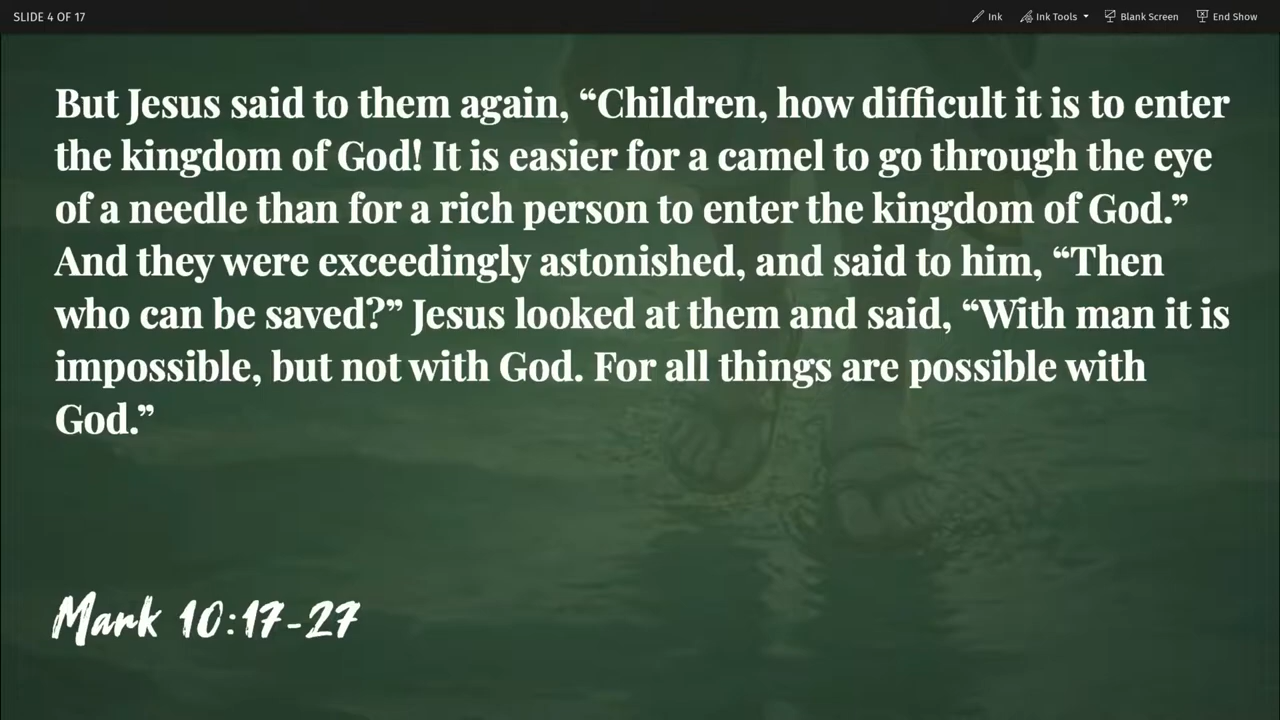 SLIDE 4 OF 17
Ink
Ink Tools
Blank Screen
End Show
But Jesus said to them again, “Children, how difficult it is to enter
the kingdom of God! It is easier for a camel to go through the eye
of a needle than for a rich person to enter the kingdom of God.”
And they were exceedingly astonished, and said to him, “Then
who can be saved?” Jesus looked at them and said, “With man it is
impossible, but not with God. For all things are possible with
God.”
Mark 10:17-27